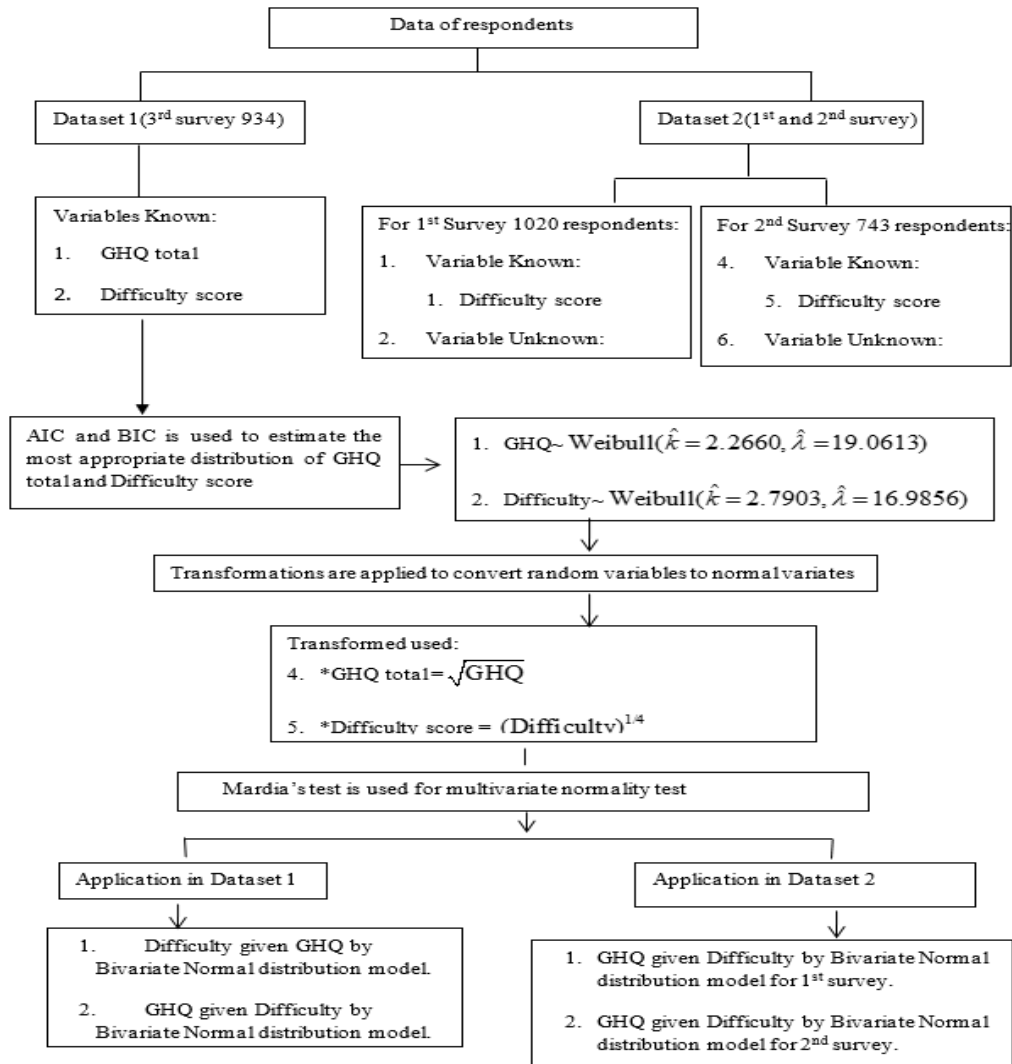 Data of respondents
Dataset 1(3rd survey 934)
Dataset 2(1st and 2nd survey)
Variables Known:
1. GHQ total
2. Difficulty score
For 1st Survey 1020 respondents:
1. Variable Known:
1. Difficulty score
2. Variable Unknown:
For 2nd Survey 743 respondents:
4. Variable Known:
5. Difficulty score
6. Variable Unknown:
AIC and BIC is used to estimate the
most appropriate distribution of GHQ
total and Difficulty score
1. GHQ~ Weibull(k̂ = 2.2660, λ̂ =19.0613)
2. Difficulty~ Weibull(k̂ = 2.7903, λ̂ =16.9856)
Transformations are applied to convert random variables to normal variates
Transformed used:
4. *GHQ total= √GHQ
5. *Difficulty score = (Difficulty)^1/4
Mardia's test is used for multivariate normality test
Application in Dataset 1
Application in Dataset 2
1. Difficulty given GHQ by
Bivariate Normal distribution model.
2. GHQ given Difficulty by
Bivariate Normal distribution model.
1. GHQ given Difficulty by Bivariate Normal
distribution model for 1st survey.
2. GHQ given Difficulty by Bivariate Normal
distribution model for 2nd survey.